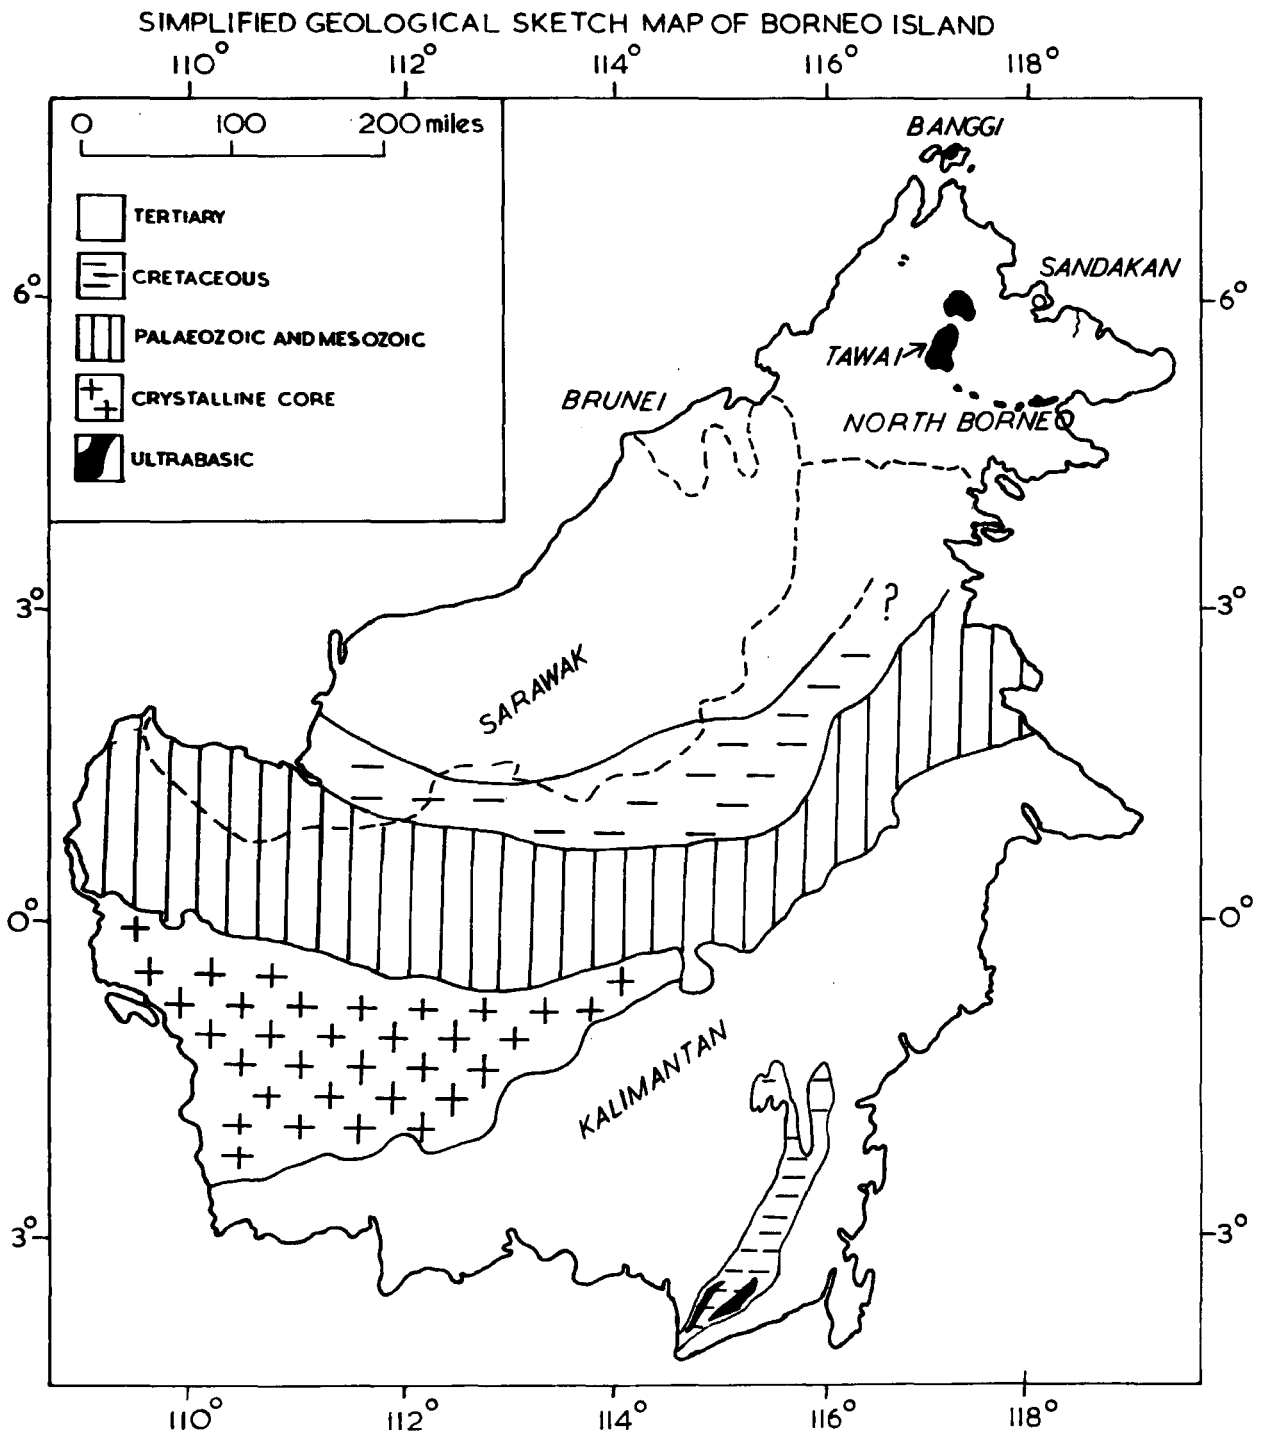 SIMPLIFIED GEOLOGICAL SKETCH MAP OF BORNEO ISLAND
110° 112° 114° 116° 118°
0 100 200 miles
TERTIARY
CRETACEOUS
PALAEOZOIC AND MESOZOIC
CRYSTALLINE CORE
ULTRABASIC
BANGGI
SANDAKAN
6° 6°
TAWAI
BRUNEI
NORTH BORNEO
3° ? 3°
SARAWAK
0° 0°
KALIMANTAN
3° 3°
110° 112° 114° 116° 118°